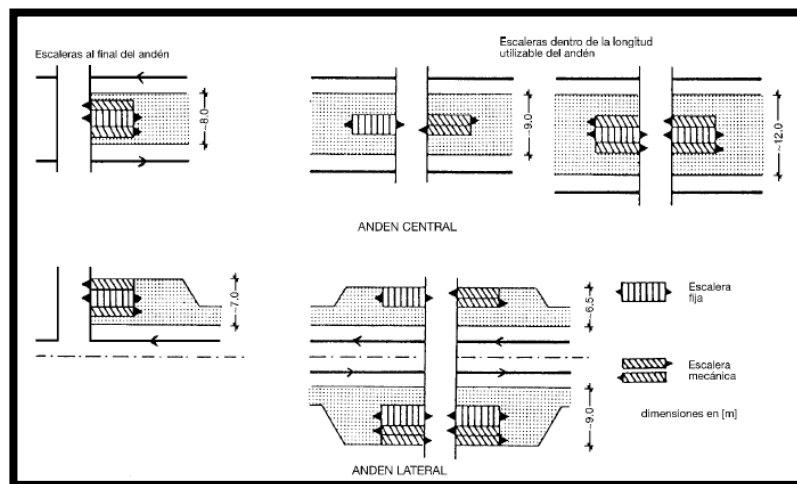 Escaleras al final del andén
Escaleras dentro de la longitud
utilizable del andén
~8.0
~9.0
~12.0
ANDEN CENTRAL
~7.0
~6.5
Escalera
fija
Escalera
mecánica
~9.0
dimensiones en [m]
ANDEN LATERAL